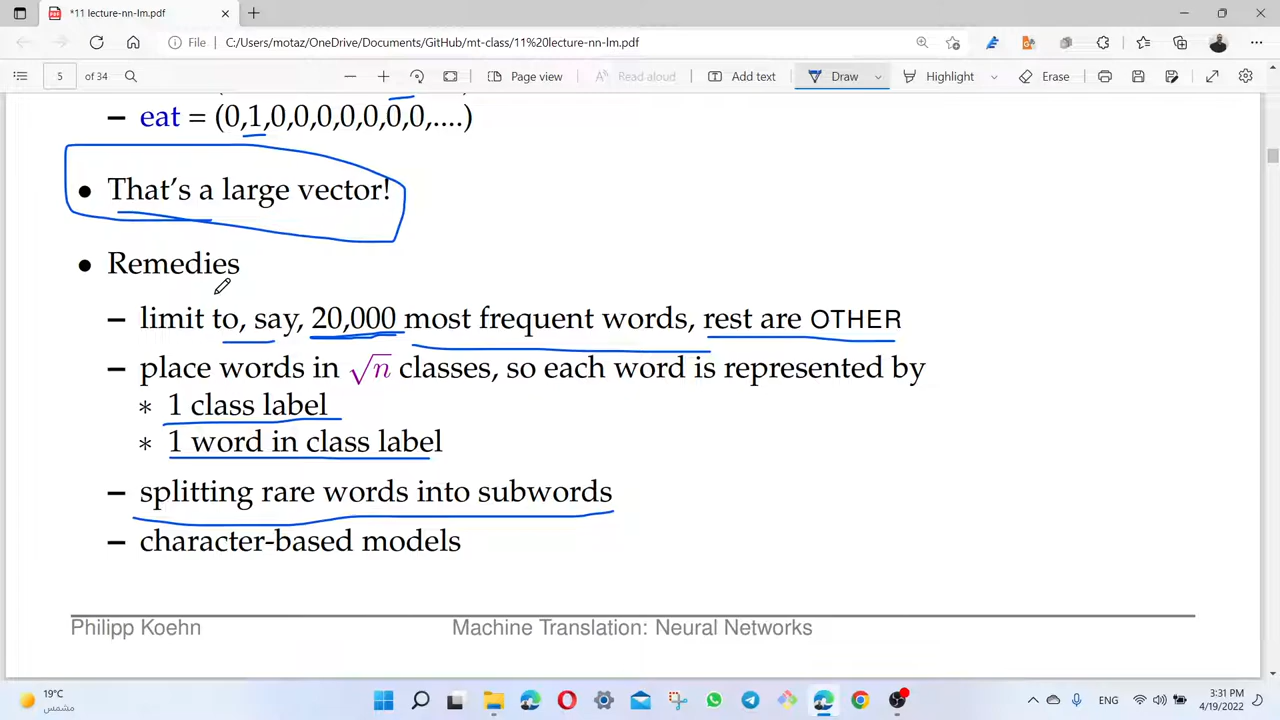 *11 lecture-nn-lm.pdf
File C:/Users/motaz/OneDrive/Documents/GitHub/mt-class/11%20lecture-nn-lm.pdf
5 of 34 Page view Read aloud Add text Draw Highlight Erase
– eat = (0,1,0,0,0,0,0,0,0,....)
● That's a large vector!
● Remedies
– limit to, say, 20,000 most frequent words, rest are OTHER
– place words in √n classes, so each word is represented by
∗ 1 class label
∗ 1 word in class label
– splitting rare words into subwords
– character-based models
Philipp Koehn Machine Translation: Neural Networks
19°C
مشمس
ENG
3:31 PM
4/19/2022